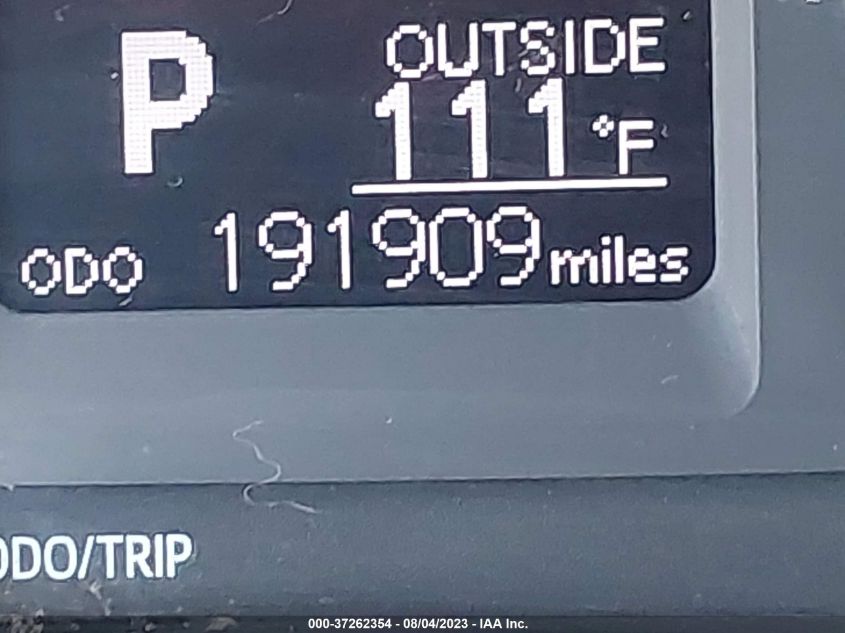 P OUTSIDE
111 °F
ODO 191909 miles
ODO/TRIP
000-37262354 - 08/04/2023 - IAA Inc.